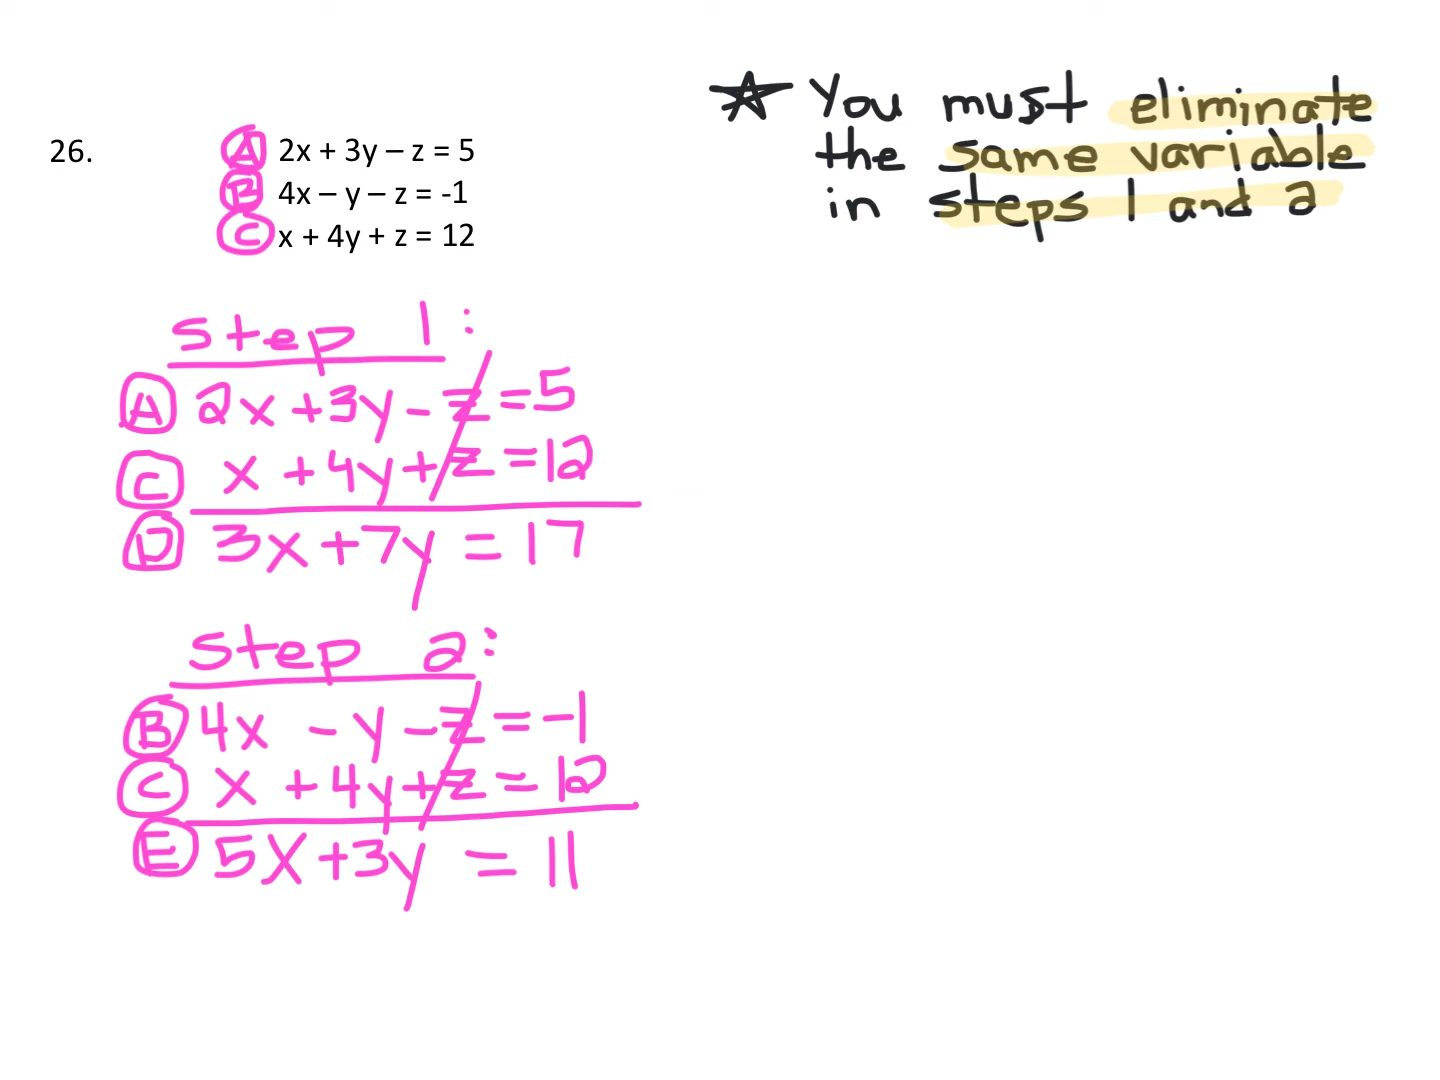 26.
A 2x + 3y – z = 5
B 4x – y – z = -1
C x + 4y + z = 12
☆ You must eliminate
the same variable
in steps 1 and 2
step 1:
A 2x + 3y - z = 5
C x + 4y + z = 12
D 3x + 7y = 17
step 2:
B 4x - y - z = -1
C x + 4y + z = 12
E 5x + 3y = 11